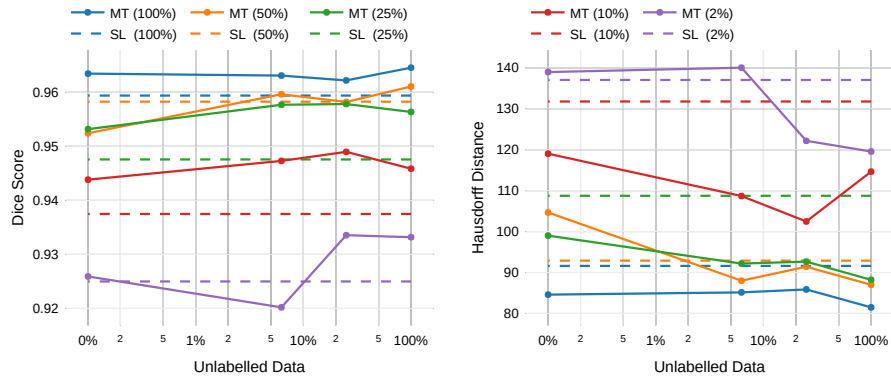 MT (100%) MT (50%) MT (25%)
SL (100%) SL (50%) SL (25%)
0.96
0.95
0.94
0.93
0.92
Dice Score
0% 2 5 1% 2 5 10% 2 5 100%
Unlabelled Data
MT (10%) MT (2%)
SL (10%) SL (2%)
140
130
120
110
100
90
80
Hausdorff Distance
0% 2 5 1% 2 5 10% 2 5 100%
Unlabelled Data